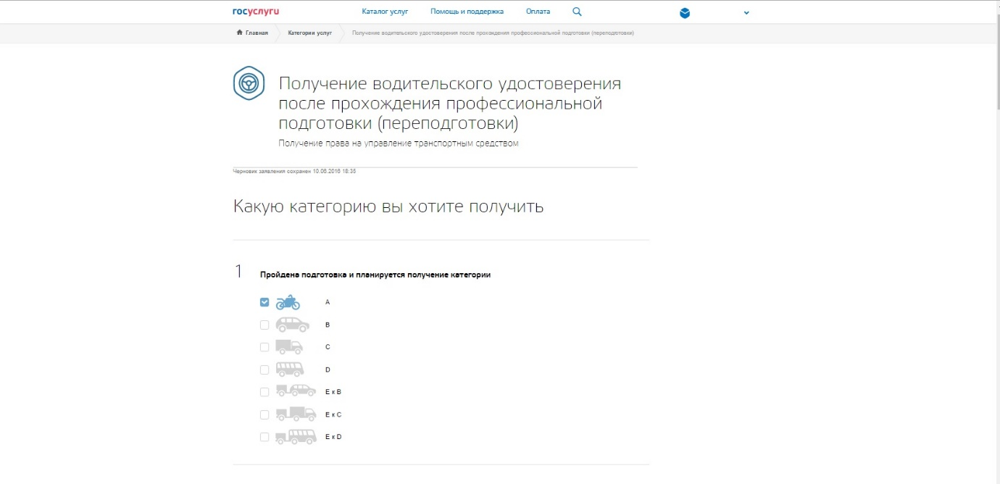 госуслуги Каталог услуг Помощь и поддержка Оплата
Главная Категории услуг Получение водительского удостоверения после прохождения профессиональной подготовки (переподготовки)
Получение водительского удостоверения
после прохождения профессиональной
подготовки (переподготовки)
Получение права на управление транспортным средством
Черновик заявления сохранен 10.06.2016 18:35
Какую категорию вы хотите получить
1 Пройдена подготовка и планируется получение категории
A
B
C
D
E к B
E к C
E к D